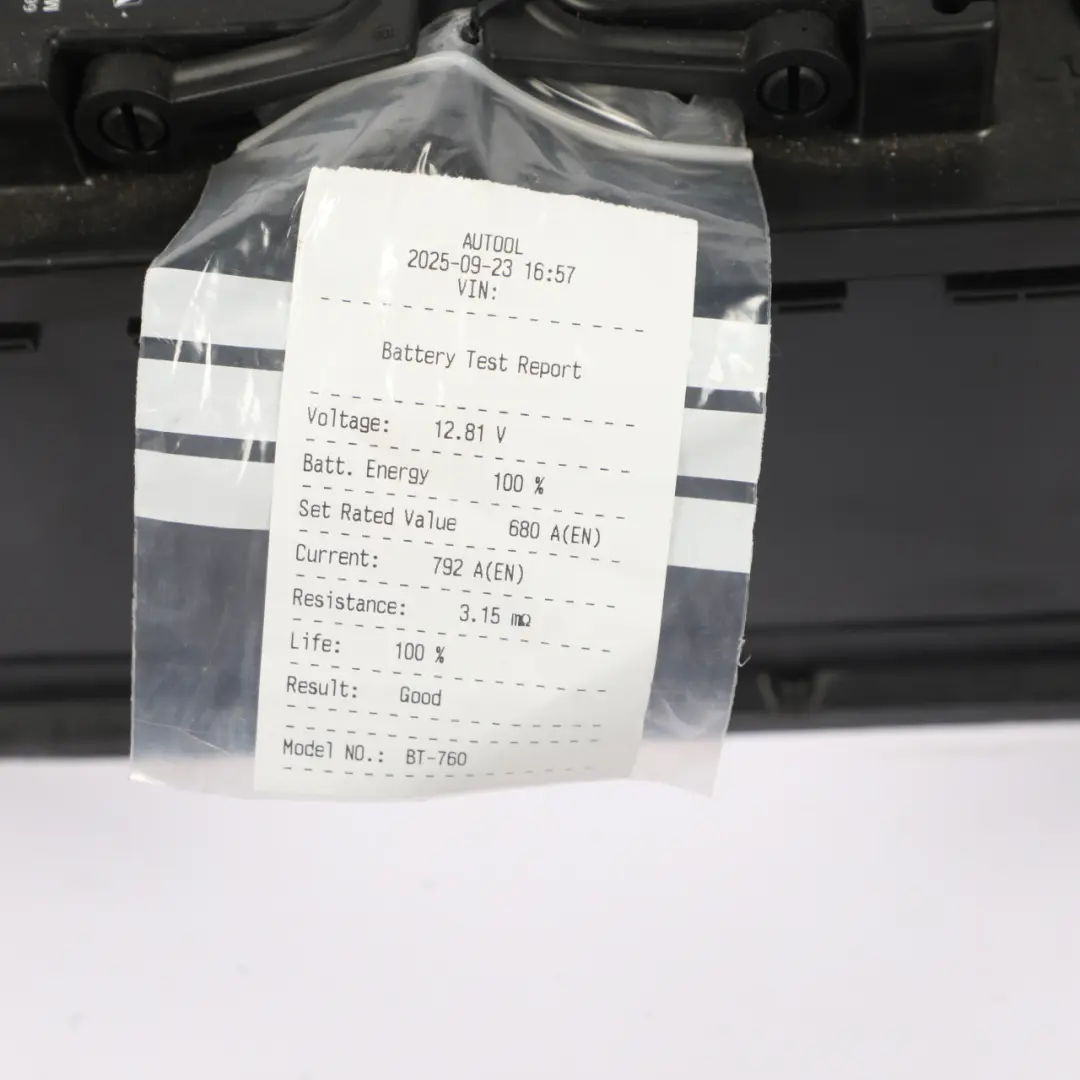 AUTOOL
2025-09-23 16:57
VIN:
Battery Test Report
Voltage: 12.81 V
Batt. Energy 100 %
Set Rated Value 680 A(EN)
Current: 792 A(EN)
Resistance: 3.15 mΩ
Life: 100 %
Result: Good
Model NO.: BT-760